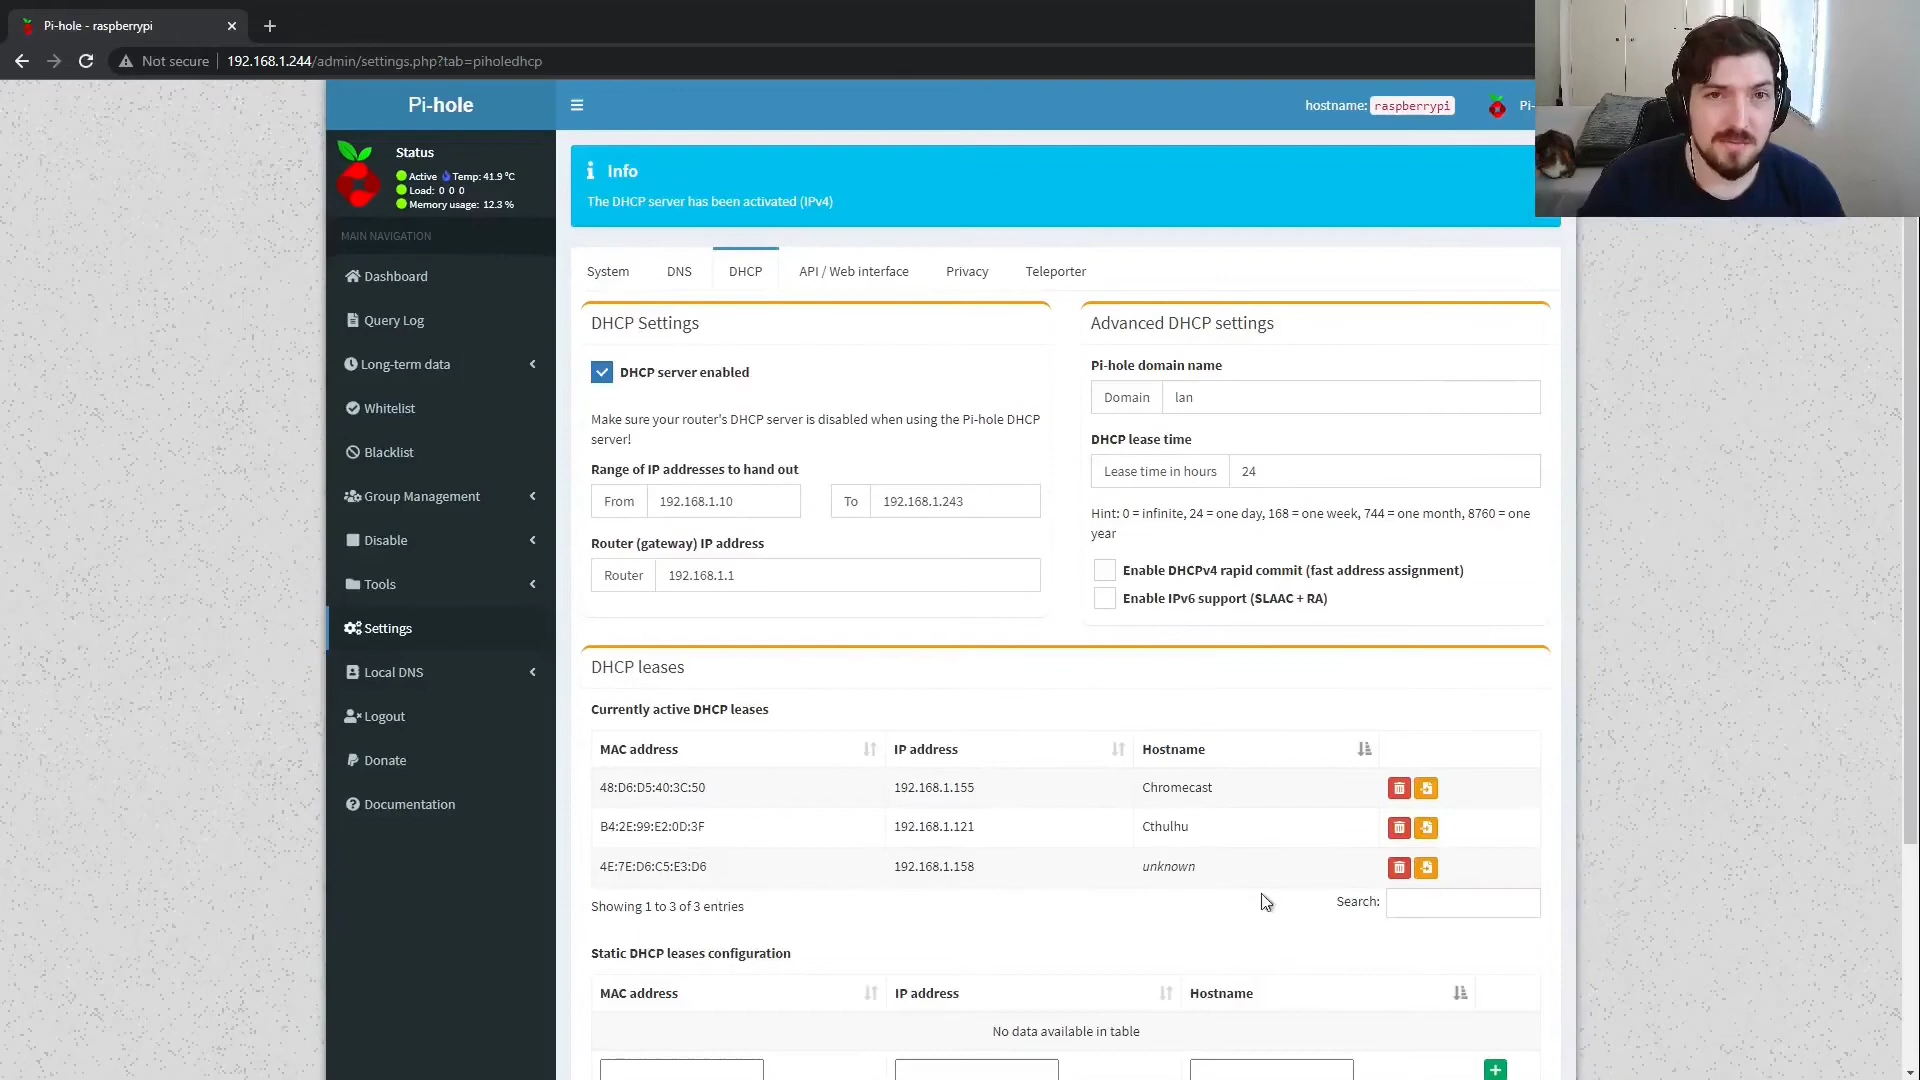 Pi-hole - raspberrypi
Not secure
192.168.1.244/admin/settings.php?tab=piholedhcp
Pi-hole
hostname: raspberrypi
Pi-
Status
Active Temp: 41.9 °C
Load: 0 0 0
Memory usage: 12.3 %
MAIN NAVIGATION
Dashboard
Query Log
Long-term data
Whitelist
Blacklist
Group Management
Disable
Tools
Settings
Local DNS
Logout
Donate
Documentation
Info
The DHCP server has been activated (IPv4)
System DNS DHCP API / Web interface Privacy Teleporter
DHCP Settings
DHCP server enabled
Make sure your router's DHCP server is disabled when using the Pi-hole DHCP
server!
Range of IP addresses to hand out
From 192.168.1.10 To 192.168.1.243
Router (gateway) IP address
Router 192.168.1.1
Advanced DHCP settings
Pi-hole domain name
Domain lan
DHCP lease time
Lease time in hours 24
Hint: 0 = infinite, 24 = one day, 168 = one week, 744 = one month, 8760 = one
year
Enable DHCPv4 rapid commit (fast address assignment)
Enable IPv6 support (SLAAC + RA)
DHCP leases
Currently active DHCP leases
MAC address IP address Hostname
48:D6:D5:40:3C:50 192.168.1.155 Chromecast
B4:2E:99:E2:0D:3F 192.168.1.121 Cthulhu
4E:7E:D6:C5:E3:D6 192.168.1.158 unknown
Showing 1 to 3 of 3 entries
Search:
Static DHCP leases configuration
MAC address IP address Hostname
No data available in table